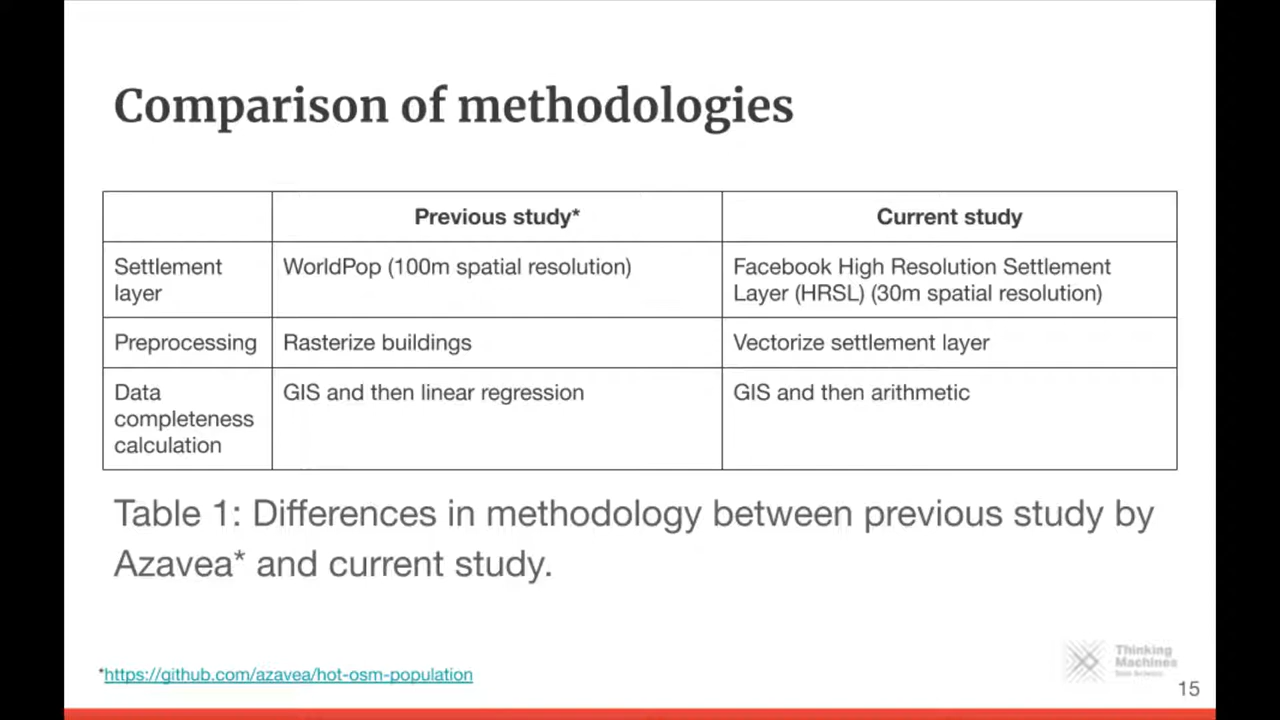 Comparison of methodologies
Previous study*
Current study
Settlement
layer
WorldPop (100m spatial resolution)
Facebook High Resolution Settlement
Layer (HRSL) (30m spatial resolution)
Preprocessing
Rasterize buildings
Vectorize settlement layer
Data
completeness
calculation
GIS and then linear regression
GIS and then arithmetic
Table 1: Differences in methodology between previous study by
Azavea* and current study.
*https://github.com/azavea/hot-osm-population
Thinking
Machines
15